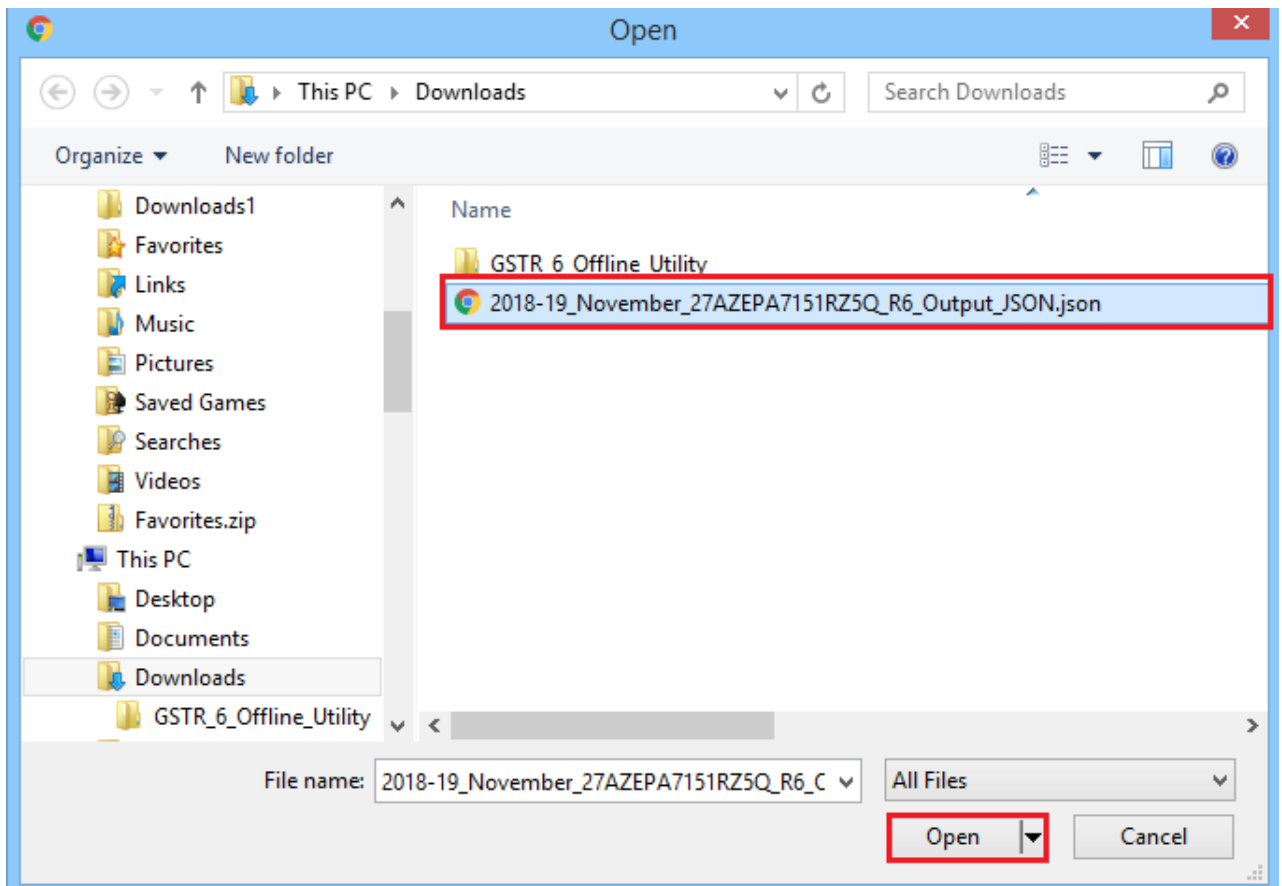 Open
This PC Downloads
Search Downloads
Organize
New folder
Downloads1
Favorites
Links
Music
Pictures
Saved Games
Searches
Videos
Favorites.zip
This PC
Desktop
Documents
Downloads
GSTR_6_Offline_Utility
Name
GSTR_6_Offline_Utility
2018-19_November_27AZEPA7151RZ5Q_R6_Output_JSON.json
File name: 2018-19_November_27AZEPA7151RZ5Q_R6_C
All Files
Open
Cancel